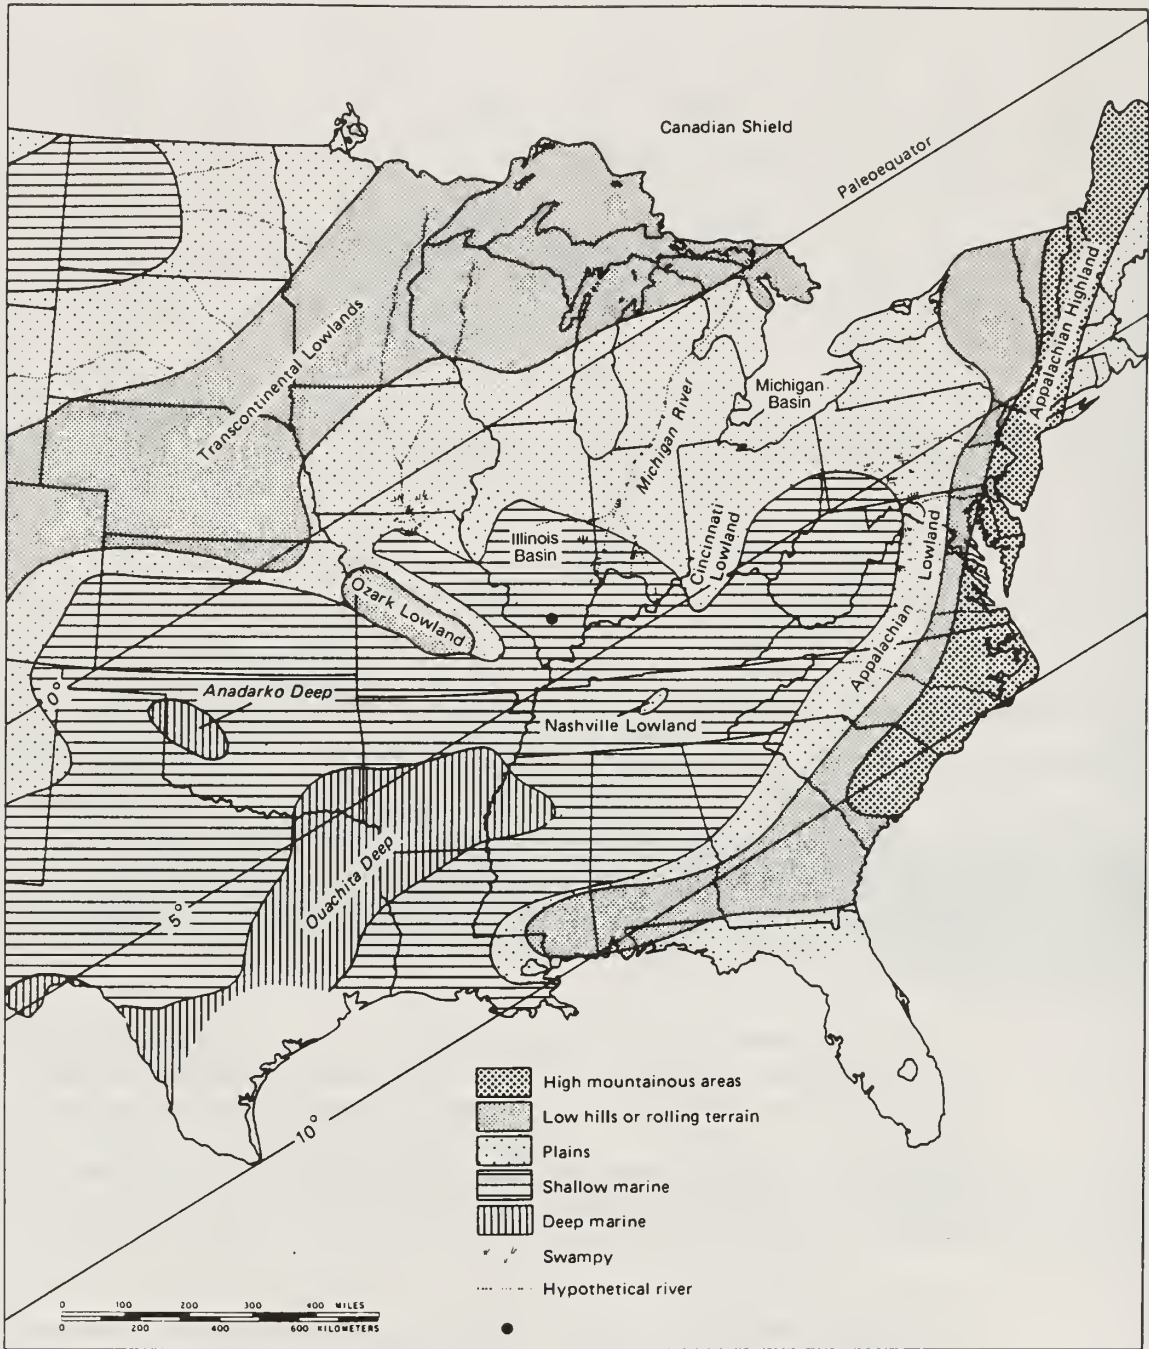 Canadian Shield
Paleoequator
Appalachian Highland
Transcontinental Lowlands
Michigan
Basin
Michigan River
Illinois
Basin
Cincinnati
Lowland
Appalachian Lowland
Ozark Lowland
0°
Anadarko Deep
Nashville Lowland
Ouachita Deep
5°
10°
High mountainous areas
Low hills or rolling terrain
Plains
Shallow marine
Deep marine
Swampy
Hypothetical river
0 100 200 300 400 MILES
0 200 400 600 KILOMETERS